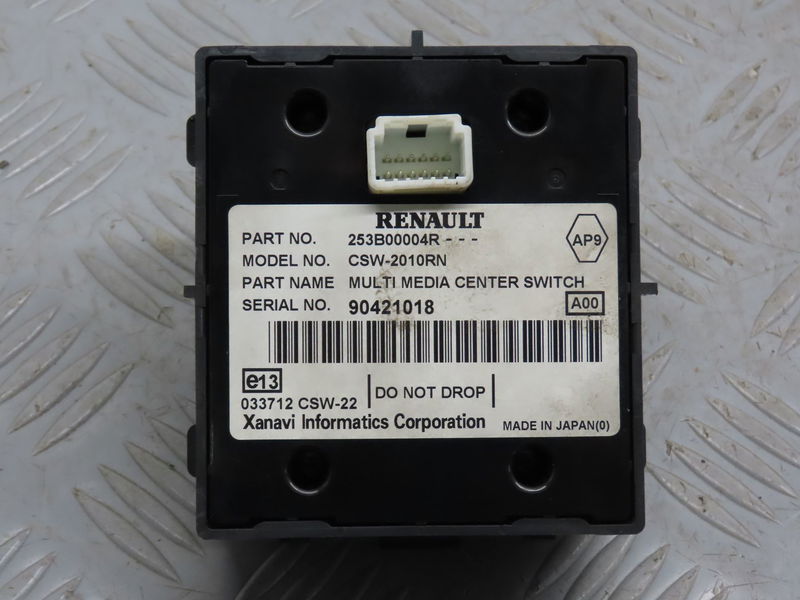 RENAULT
PART NO. 253B00004R - - -
AP9
MODEL NO. CSW-2010RN
PART NAME MULTI MEDIA CENTER SWITCH
SERIAL NO. 90421018
A00
e13
DO NOT DROP
033712 CSW-22
Xanavi Informatics Corporation
MADE IN JAPAN(0)